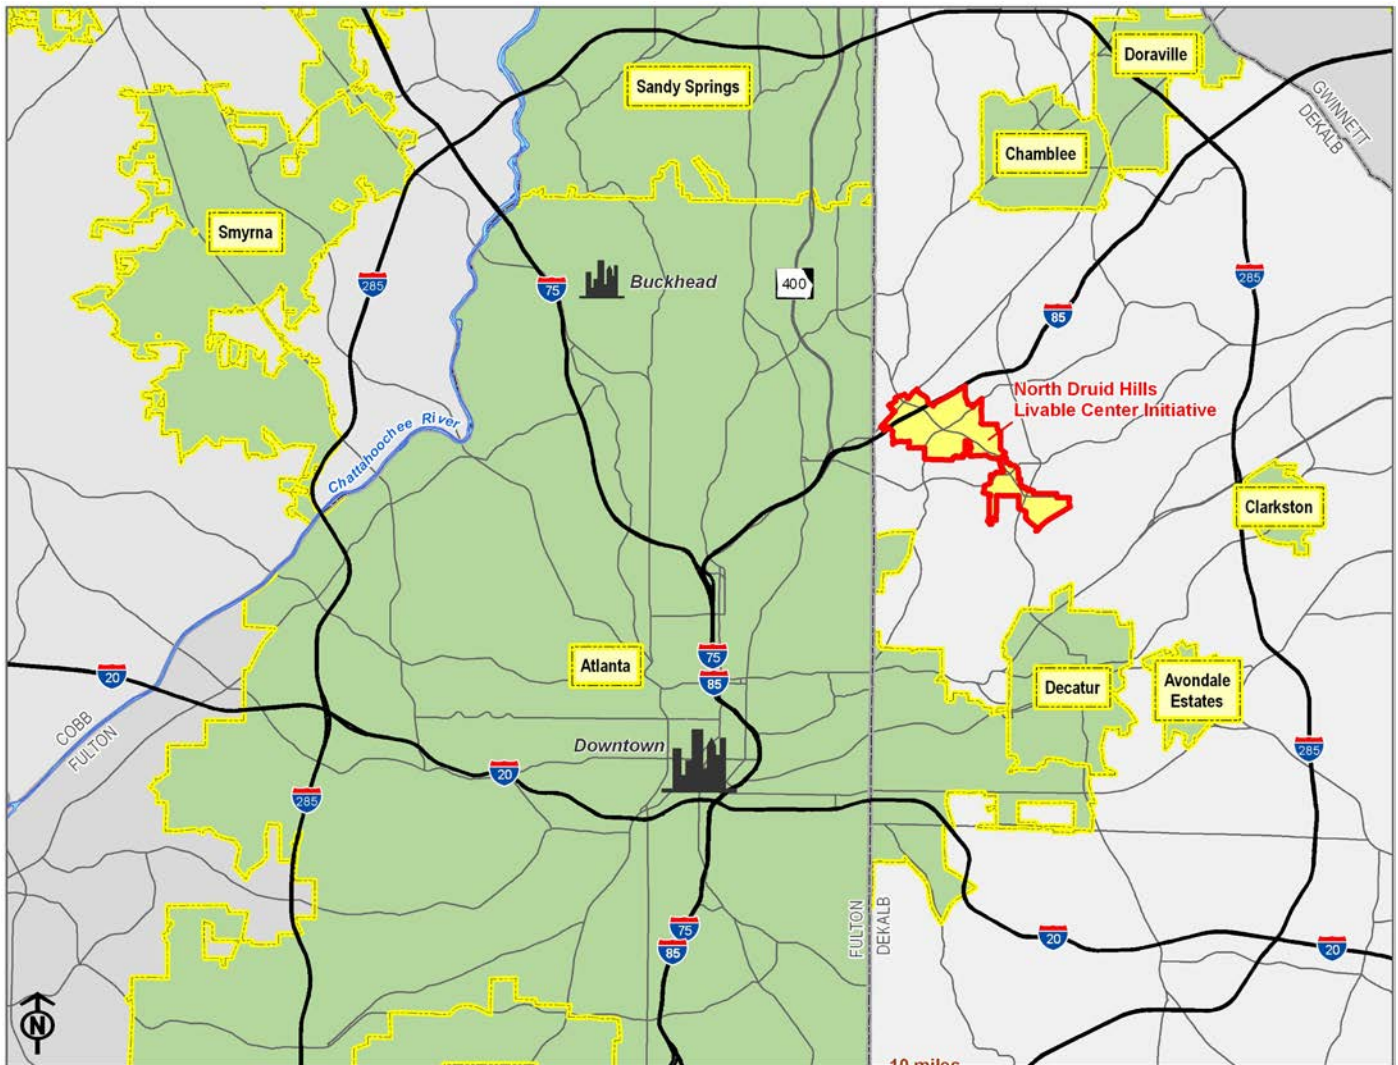 Doraville
Sandy Springs
GWINNETT
DEKALB
Chamblee
Smyrna
285
75
Buckhead
400
285
85
North Druid Hills
Livable Center Initiative
Chattahoochee River
Clarkston
75
Atlanta
20
85
Decatur
Avondale
Estates
COBB
FULTON
Downtown
285
20
285
FULTON
DEKALB
75
85
20
20
N
10 miles